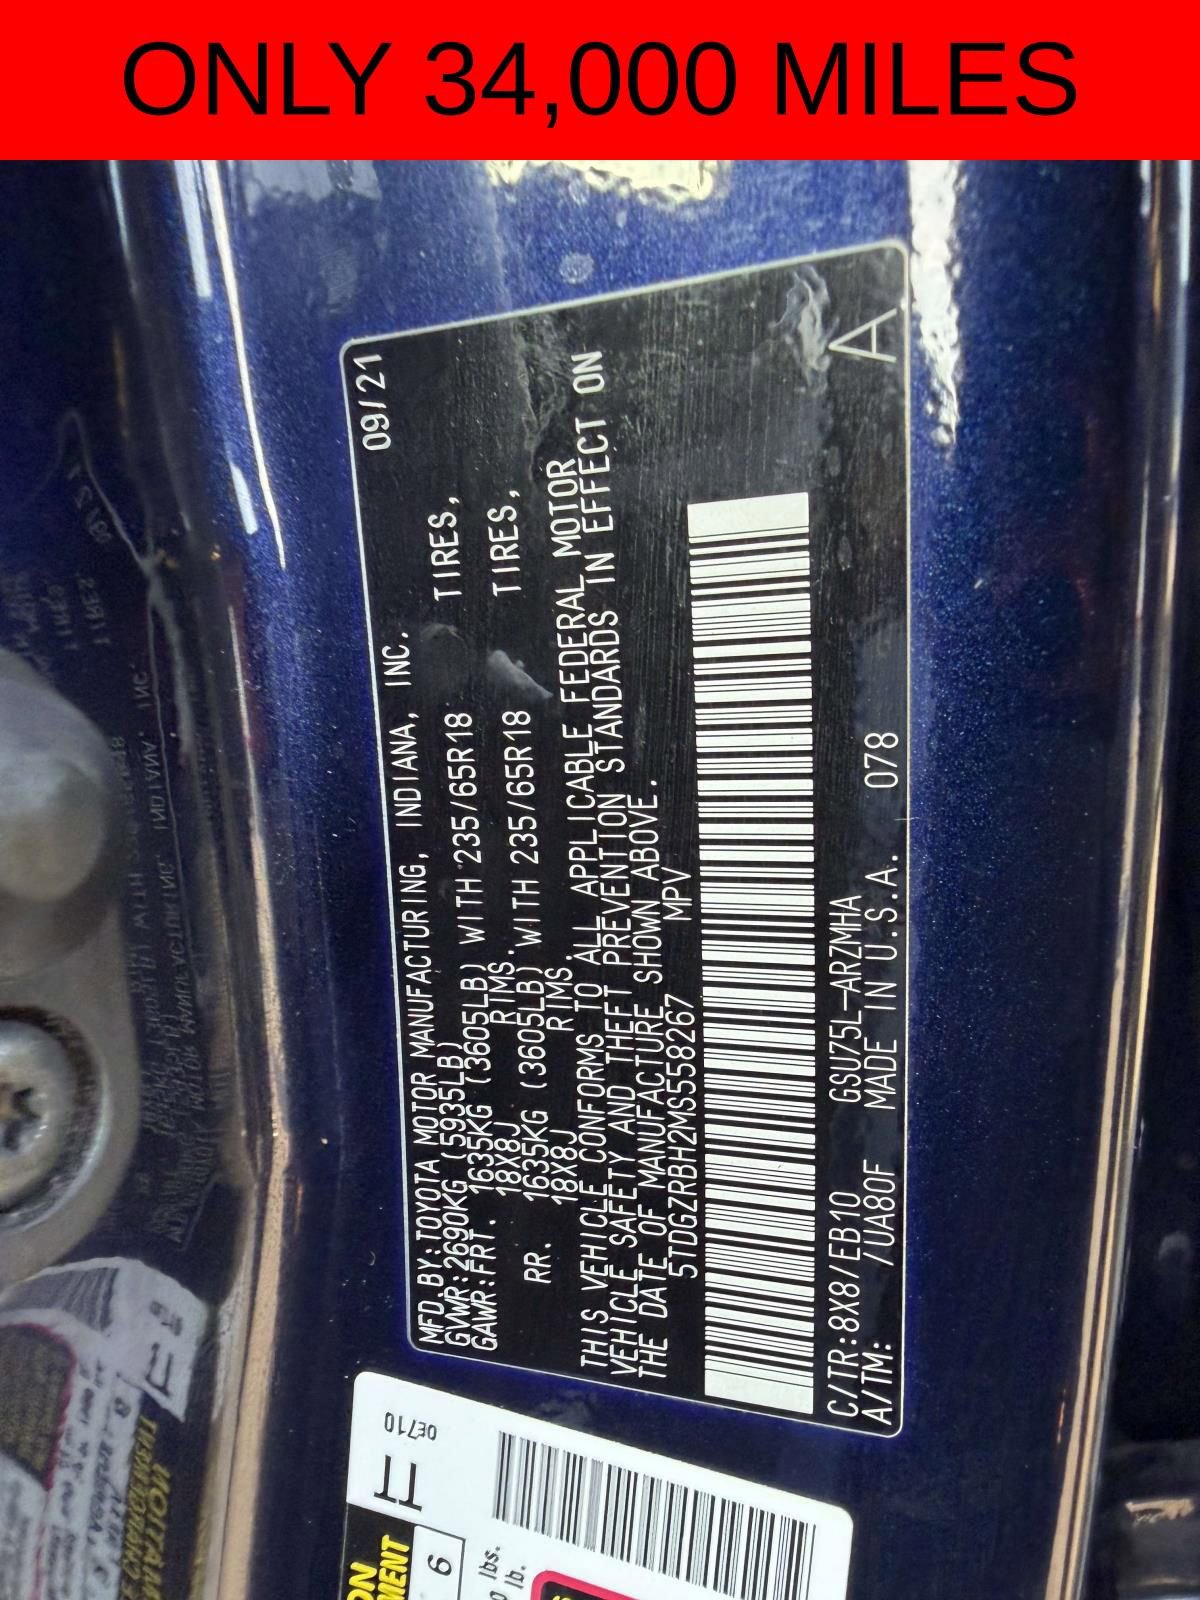 ONLY 34,000 MILES
09/21
MFD.BY:TOYOTA MOTOR MANUFACTURING, INDIANA, INC.
GVWR:2690KG (5935LB)
GAWR:FRT. 1635KG (3605LB) WITH 235/65R18 TIRES,
18X8J RIMS.
RR. 1635KG (3605LB) WITH 235/65R18 TIRES,
18X8J RIMS.
THIS VEHICLE CONFORMS TO ALL APPLICABLE FEDERAL MOTOR
VEHICLE SAFETY AND THEFT PREVENTION STANDARDS IN EFFECT ON
THE DATE OF MANUFACTURE SHOWN ABOVE.
5TDGZRBH2MS558267 MPV
C/TR:8X8/EB10 GSU75L-ARZMHA
A/TM: /UA80F MADE IN U.S.A. 078
A
TT
0E710
6
lbs.
lb.